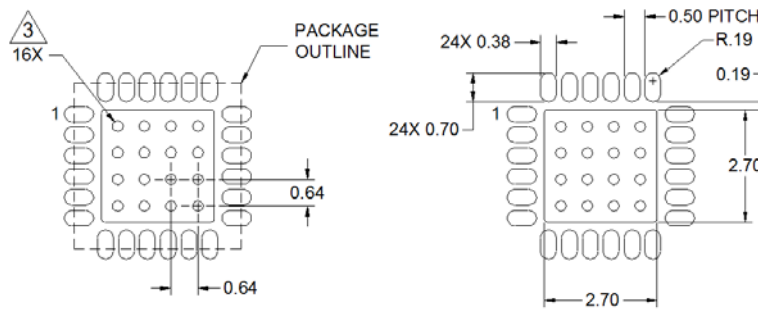 3
16X
PACKAGE
OUTLINE
1
0.64
0.64
24X 0.38
0.50 PITCH
R.19
0.19
24X 0.70
1
2.70
2.70